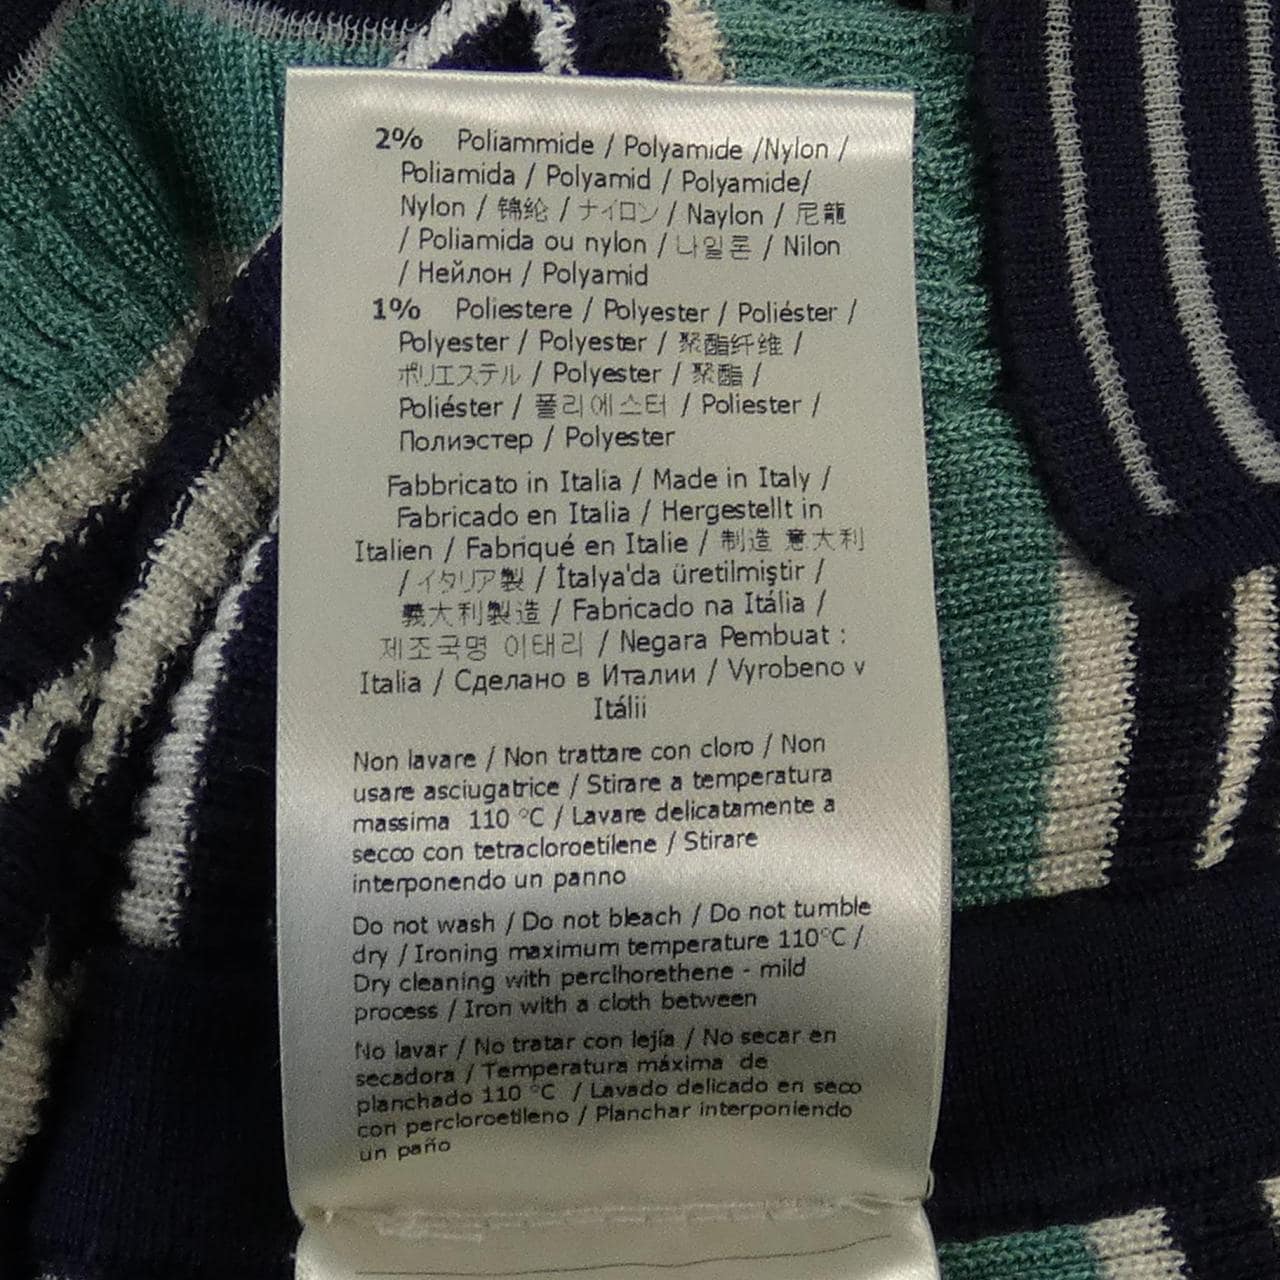 2% Poliammide / Polyamide /Nylon /
Poliamida / Polyamid / Polyamide/
Nylon / 锦纶 / ナイロン / Naylon / 尼龍
/ Poliamida ou nylon / 나일론 / Nilon
/ Нейлон / Polyamid
1% Poliestere / Polyester / Poliéster /
Polyester / Polyester / 聚酯纤维 /
ポリエステル / Polyester / 聚酯 /
Poliéster / 폴리에스터 / Poliester /
Полиэстер / Polyester
Fabbricato in Italia / Made in Italy /
Fabricado en Italia / Hergestellt in
Italien / Fabriqué en Italie / 制造 意大利
/ イタリア製 / İtalya'da üretilmiştir /
義大利製造 / Fabricado na Itália /
제조국명 이태리 / Negara Pembuat :
Italia / Сделано в Италии / Vyrobeno v
Itálii
Non lavare / Non trattare con cloro / Non
usare asciugatrice / Stirare a temperatura
massima 110 °C / Lavare delicatamente a
secco con tetracloroetilene / Stirare
interponendo un panno
Do not wash / Do not bleach / Do not tumble
dry / Ironing maximum temperature 110°C /
Dry cleaning with perclhorethene - mild
process / Iron with a cloth between
No lavar / No tratar con lejía / No secar en
secadora / Temperatura máxima de
planchado 110 °C / Lavado delicado en seco
con percloroetileno / Planchar interponiendo
un paño